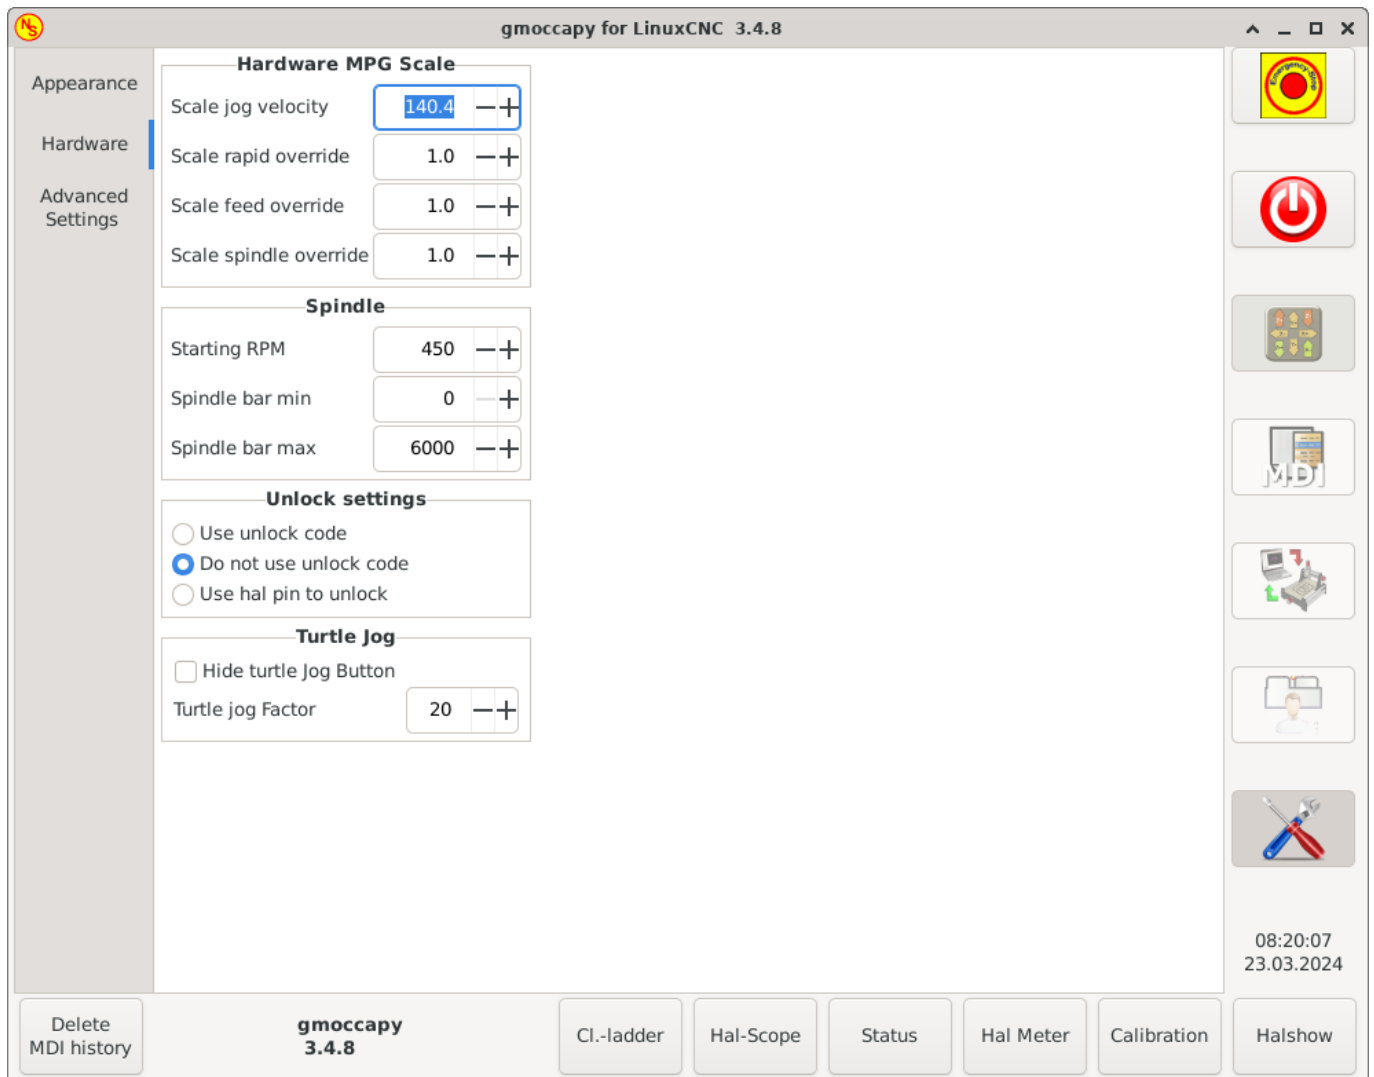 NS
gmoccapy for LinuxCNC 3.4.8
Appearance
Hardware
Advanced
Settings
Hardware MPG Scale
Scale jog velocity 140.4
Scale rapid override 1.0
Scale feed override 1.0
Scale spindle override 1.0
Spindle
Starting RPM 450
Spindle bar min 0
Spindle bar max 6000
Unlock settings
Use unlock code
Do not use unlock code
Use hal pin to unlock
Turtle Jog
Hide turtle Jog Button
Turtle jog Factor 20
Emergency-Stop
MDI
08:20:07
23.03.2024
Delete
MDI history
gmoccapy
3.4.8
Cl.-ladder
Hal-Scope
Status
Hal Meter
Calibration
Halshow